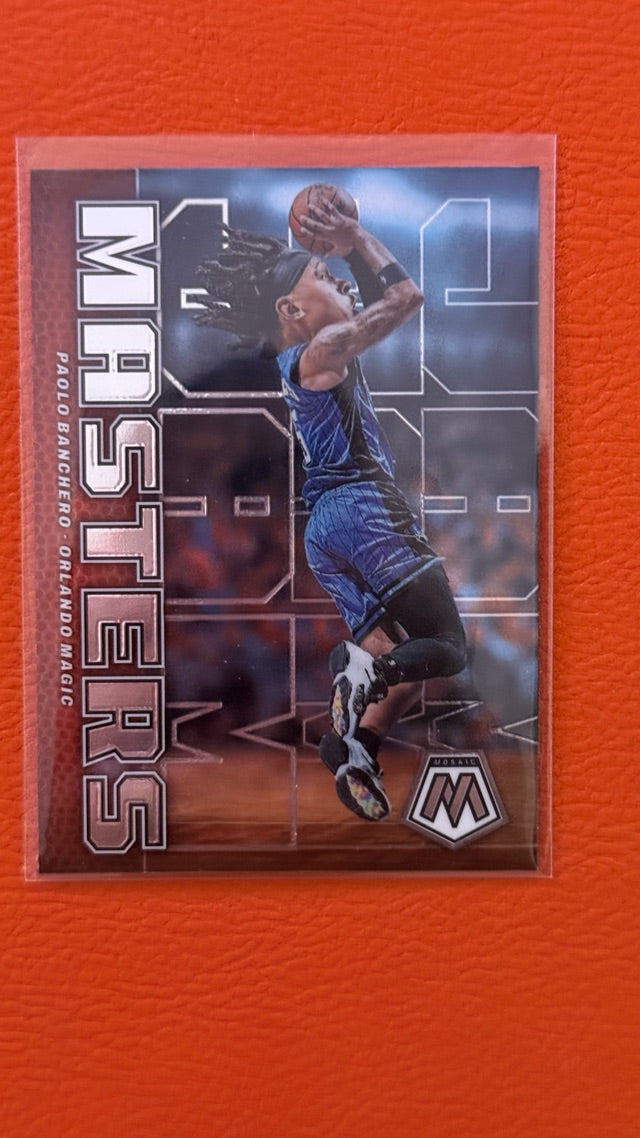 MASTERS
PAOLO BANCHERO · ORLANDO MAGIC
MOSAIC